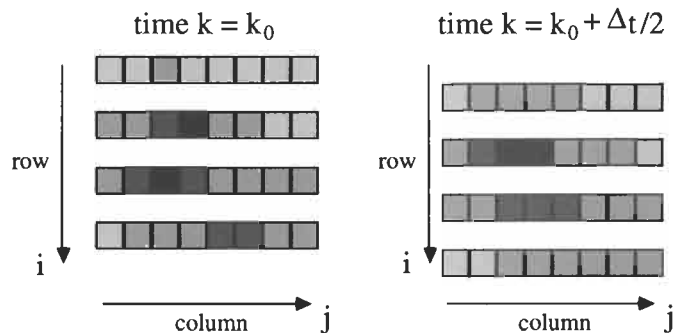 time k = k₀
time k = k₀ + Δt/2
row
i
column
j
row
i
column
j